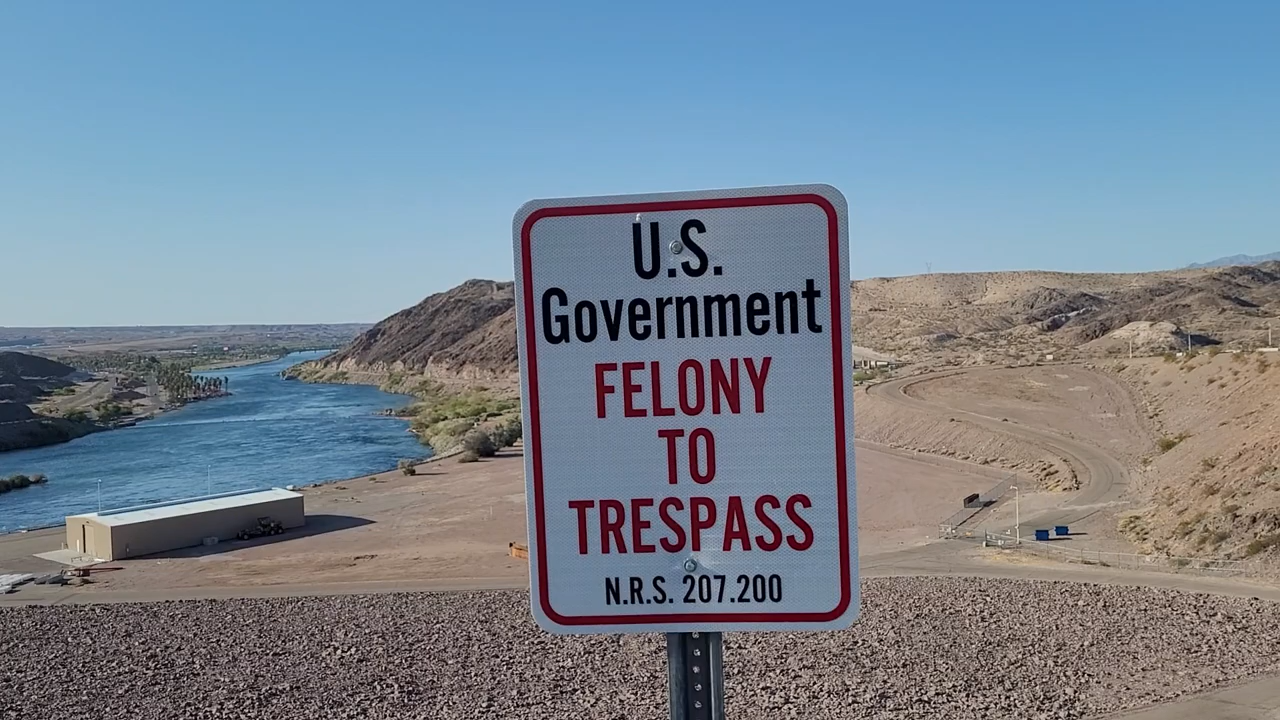 U.S.
Government
FELONY
TO
TRESPASS
N.R.S. 207.200